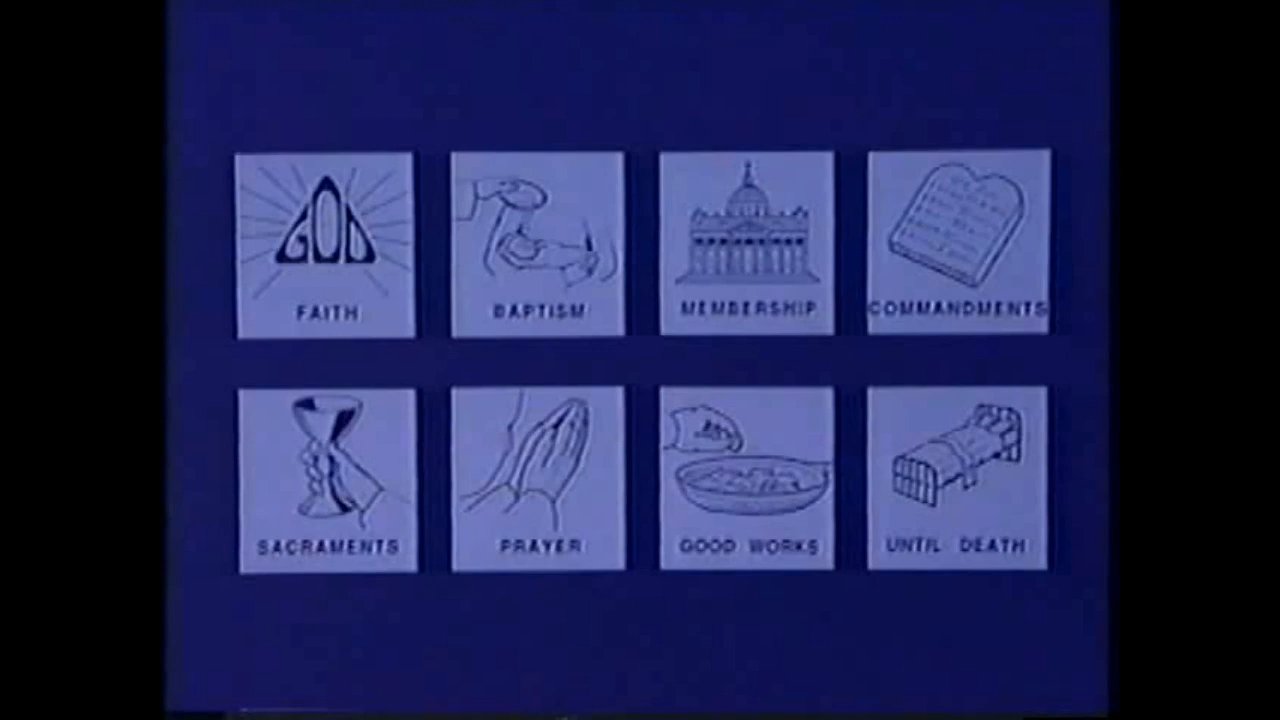 GOD
FAITH
BAPTISM
MEMBERSHIP
COMMANDMENTS
SACRAMENTS
PRAYER
GOOD WORKS
UNTIL DEATH